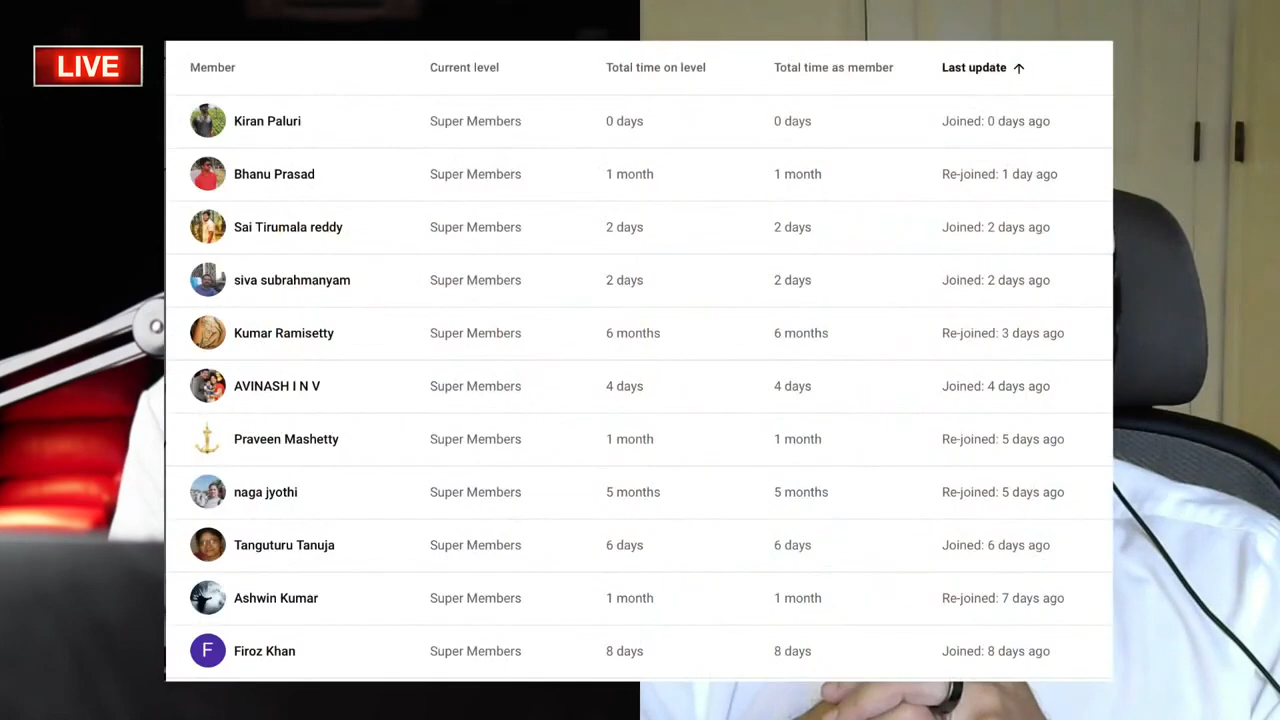 LIVE
Member Current level Total time on level Total time as member Last update ↑
Kiran Paluri Super Members 0 days 0 days Joined: 0 days ago
Bhanu Prasad Super Members 1 month 1 month Re-joined: 1 day ago
Sai Tirumala reddy Super Members 2 days 2 days Joined: 2 days ago
siva subrahmanyam Super Members 2 days 2 days Joined: 2 days ago
Kumar Ramisetty Super Members 6 months 6 months Re-joined: 3 days ago
AVINASH I N V Super Members 4 days 4 days Joined: 4 days ago
Praveen Mashetty Super Members 1 month 1 month Re-joined: 5 days ago
naga jyothi Super Members 5 months 5 months Re-joined: 5 days ago
Tanguturu Tanuja Super Members 6 days 6 days Joined: 6 days ago
Ashwin Kumar Super Members 1 month 1 month Re-joined: 7 days ago
F Firoz Khan Super Members 8 days 8 days Joined: 8 days ago